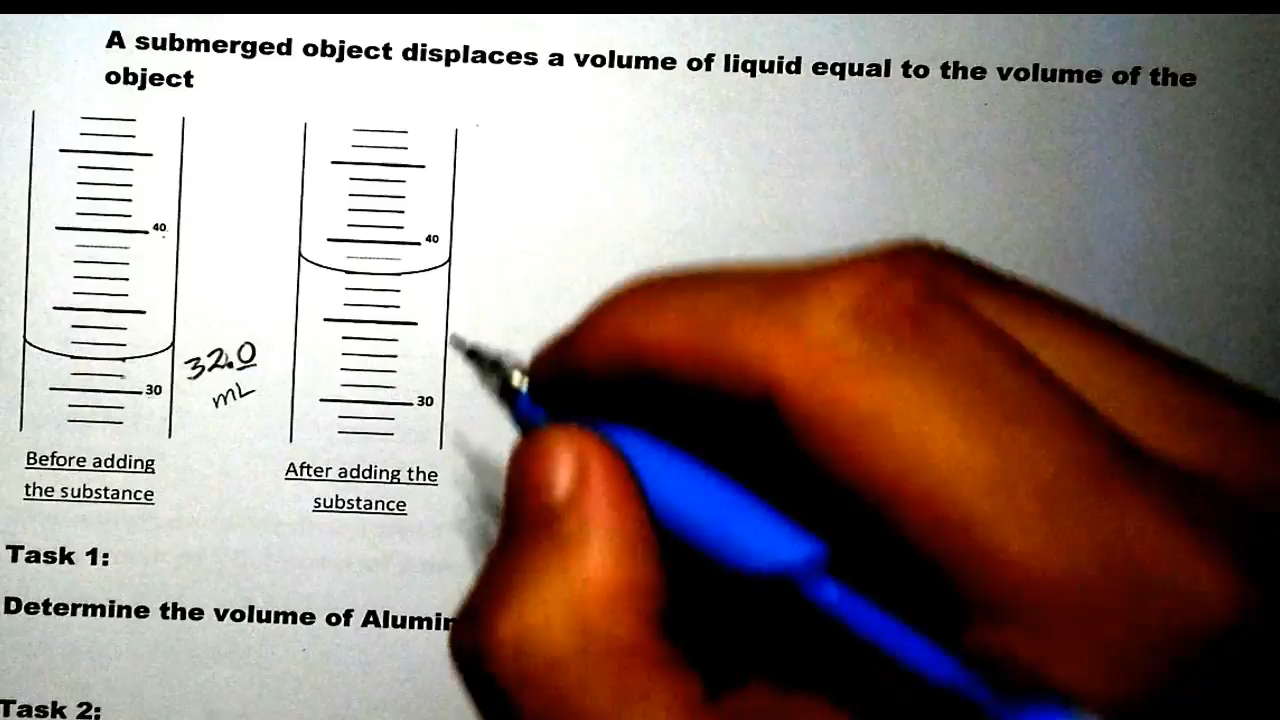 A submerged object displaces a volume of liquid equal to the volume of the
object
40
30
32.0
mL
40
30
Before adding
the substance
After adding the
substance
Task 1:
Determine the volume of
Task 2: